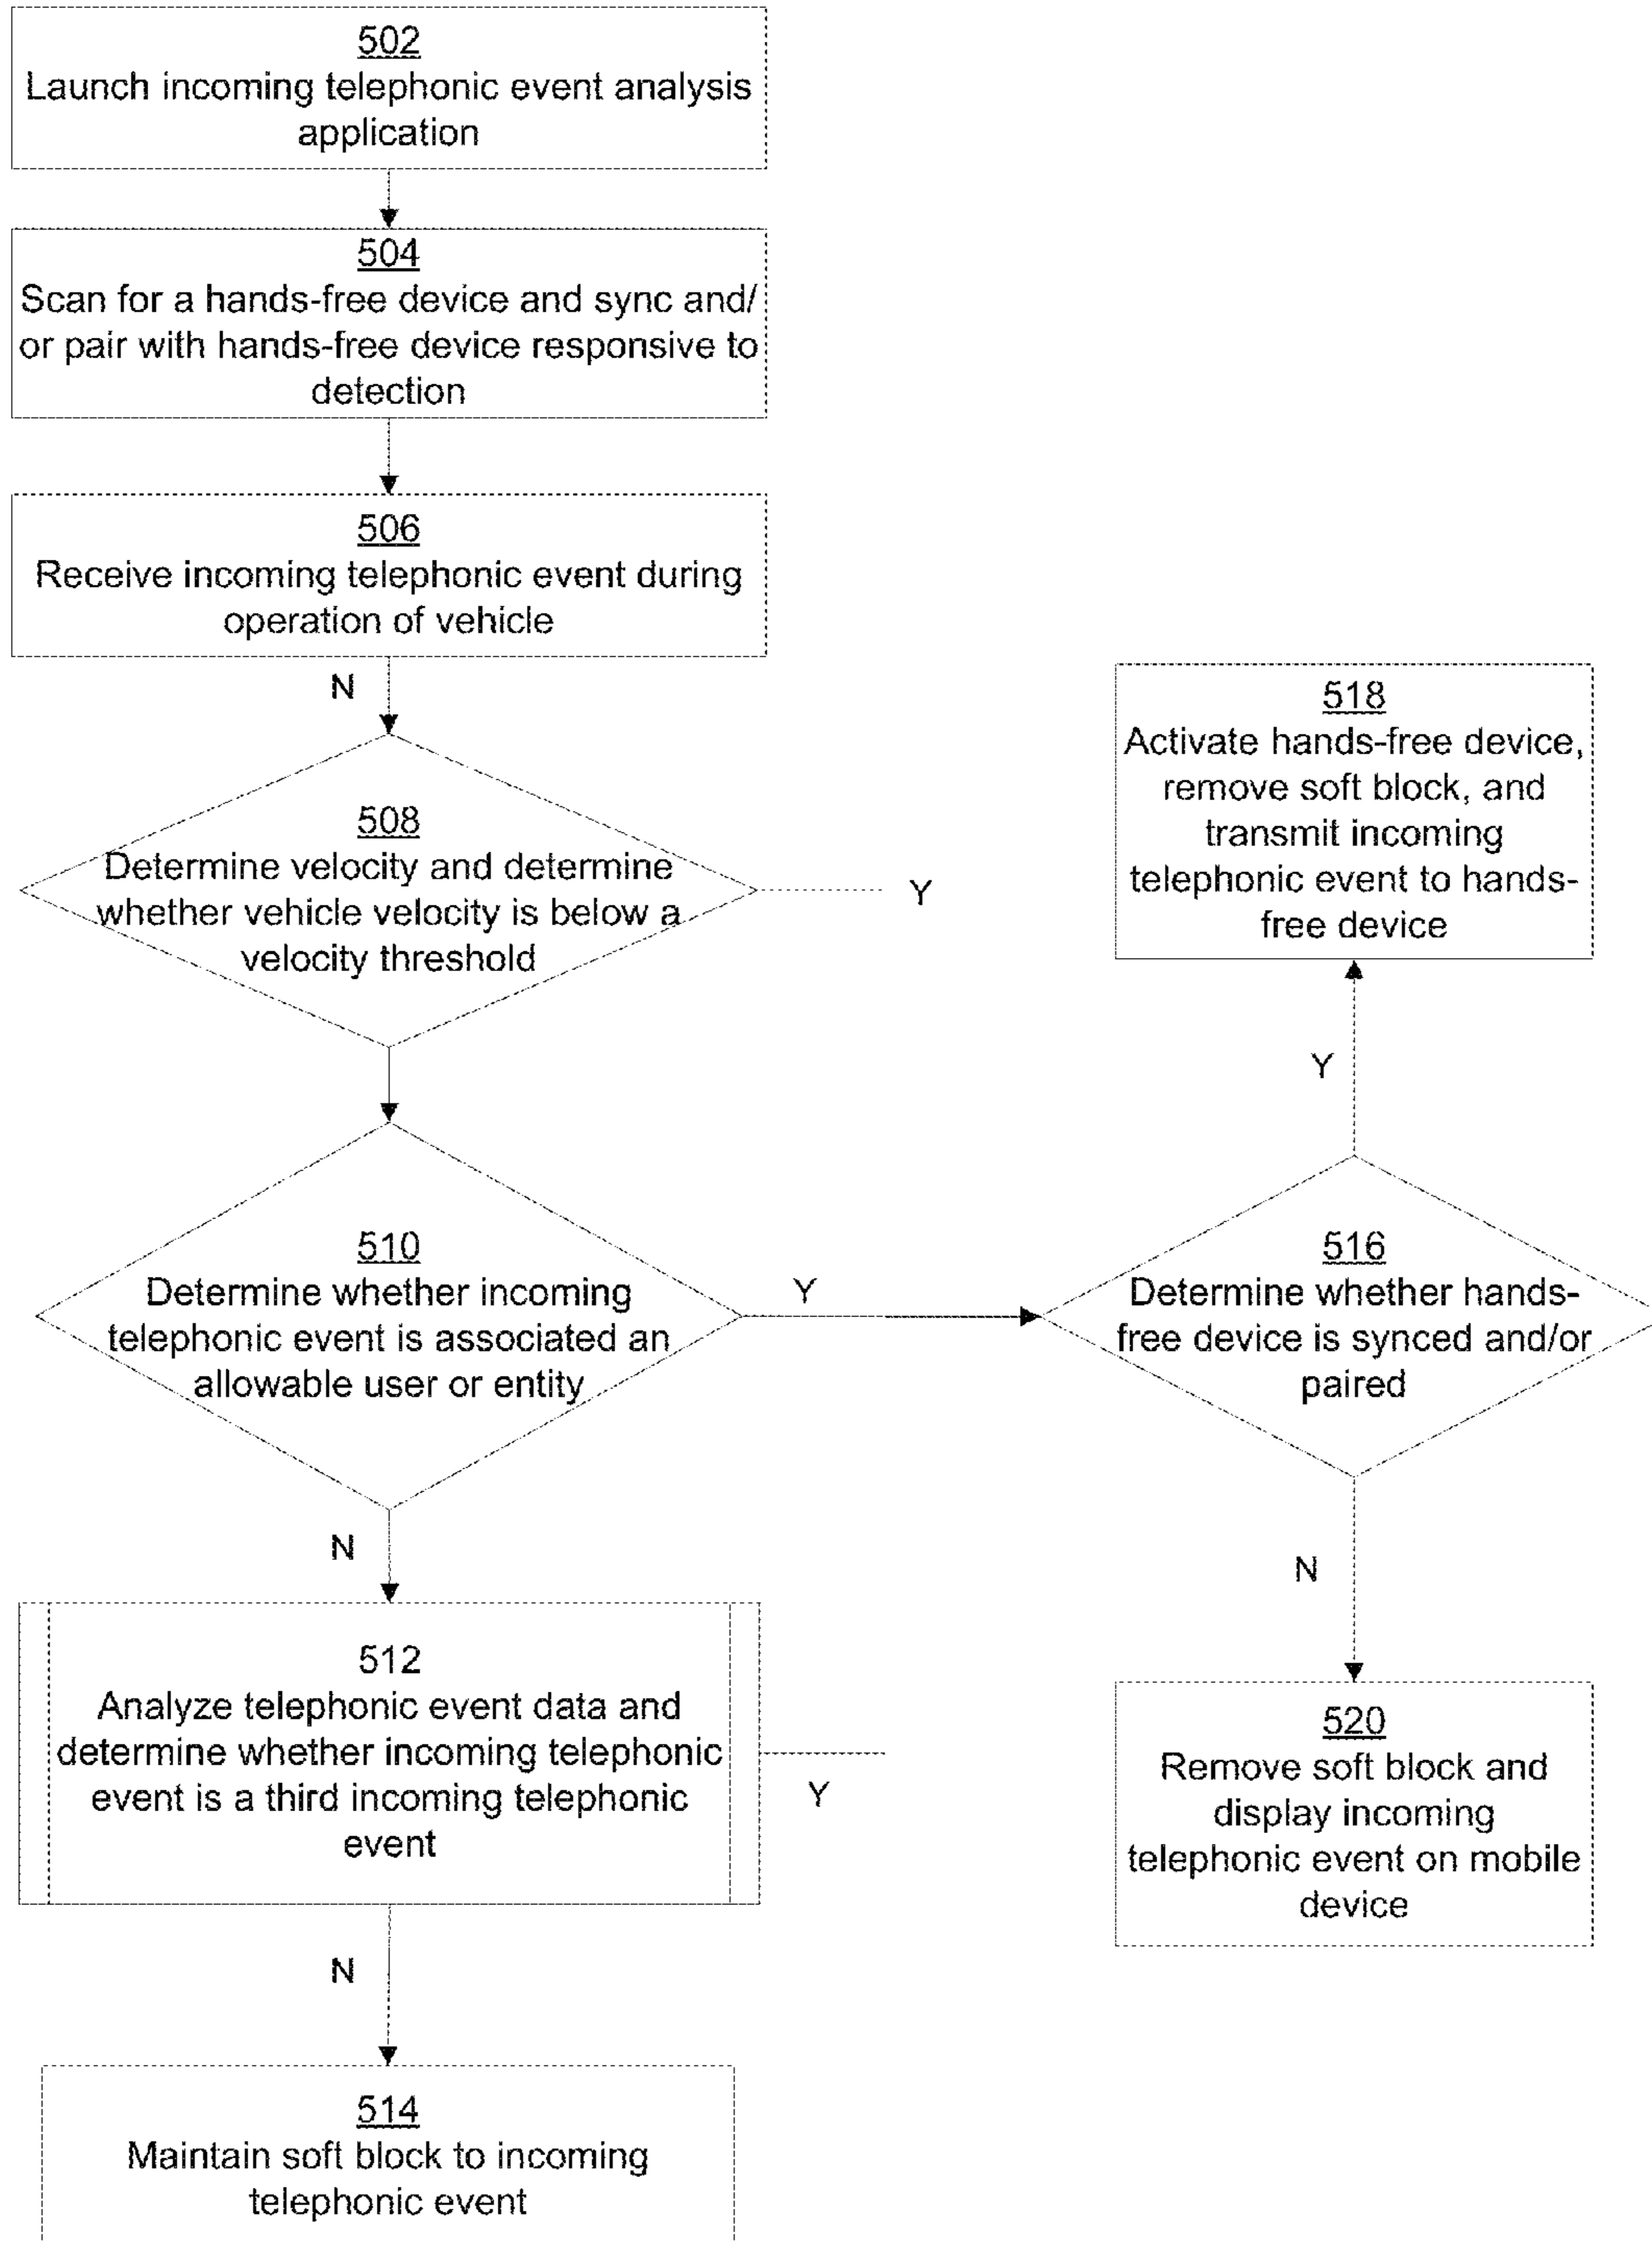 502
Launch incoming telephonic event analysis
application
504
Scan for a hands-free device and sync and/
or pair with hands-free device responsive to
detection
506
Receive incoming telephonic event during
operation of vehicle
N
508
Determine velocity and determine
whether vehicle velocity is below a
velocity threshold
Y
510
Determine whether incoming
telephonic event is associated an
allowable user or entity
Y
N
512
Analyze telephonic event data and
determine whether incoming telephonic
event is a third incoming telephonic
event
Y
N
514
Maintain soft block to incoming
telephonic event
516
Determine whether hands-
free device is synced and/or
paired
Y
518
Activate hands-free device,
remove soft block, and
transmit incoming
telephonic event to hands-
free device
N
520
Remove soft block and
display incoming
telephonic event on mobile
device